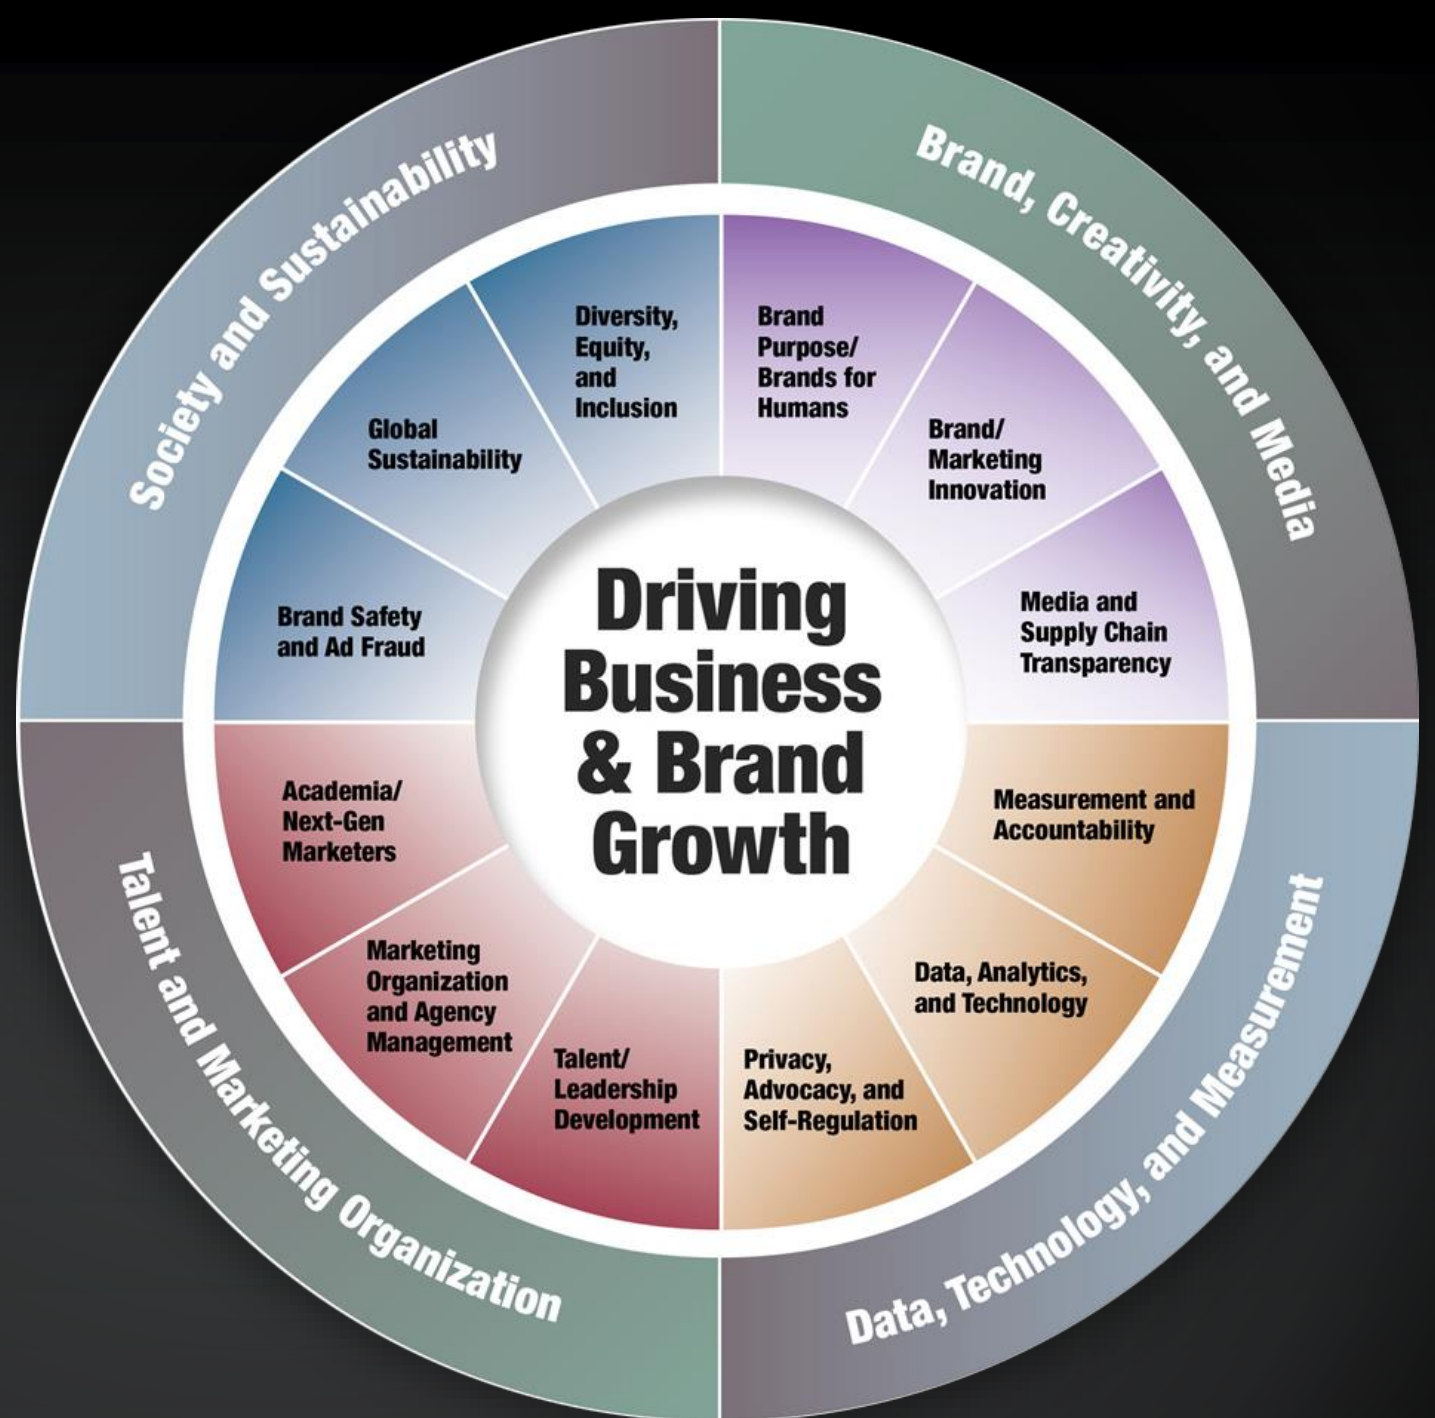 Society and Sustainability
Brand, Creativity, and Media
Diversity,
Equity,
and
Inclusion
Brand
Purpose/
Brands for
Humans
Global
Sustainability
Brand/
Marketing
Innovation
Brand Safety
and Ad Fraud
Media and
Supply Chain
Transparency
Driving
Business
& Brand
Growth
Academia/
Next-Gen
Marketers
Measurement and
Accountability
Marketing
Organization
and Agency
Management
Data, Analytics,
and Technology
Talent/
Leadership
Development
Privacy,
Advocacy, and
Self-Regulation
Talent and Marketing Organization
Data, Technology, and Measurement